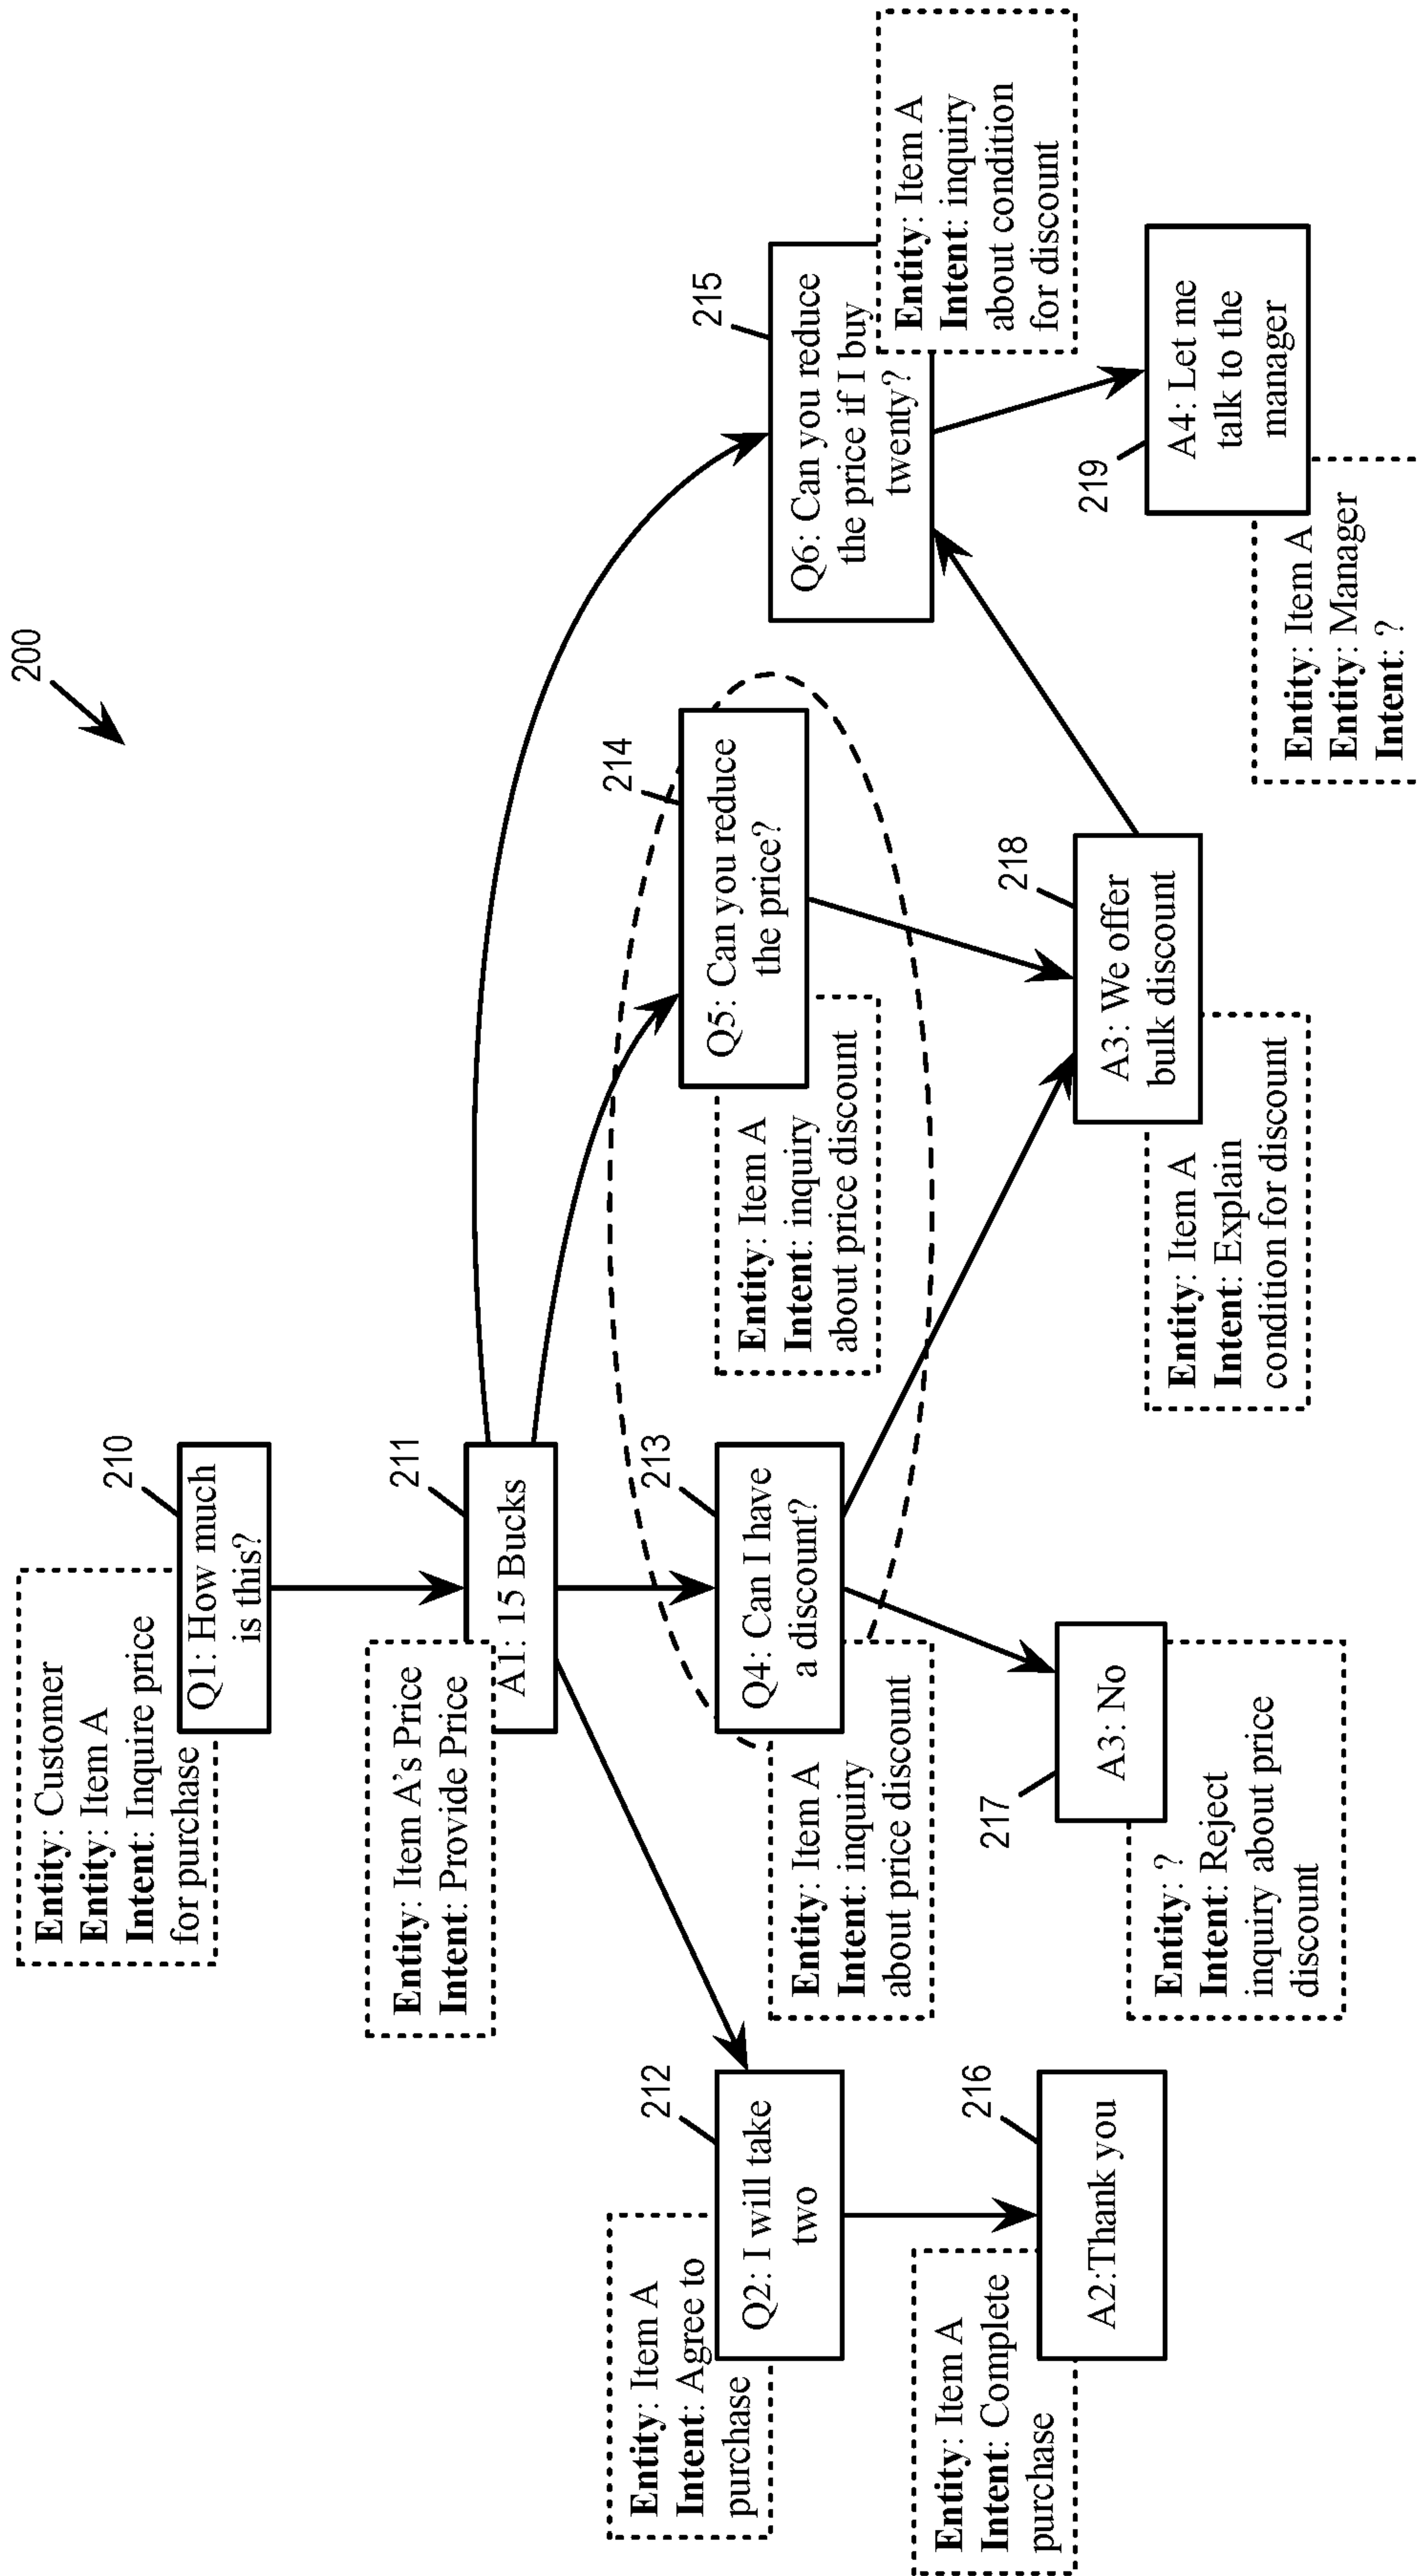 200
Entity: Customer
Entity: Item A
Intent: Inquire price
for purchase
210
Q1: How much
is this?
Entity: Item A's Price
Intent: Provide Price
211
A1: 15 Bucks
Entity: Item A
Intent: Agree to
purchase
212
Q2: I will take
two
213
Q4: Can I have
a discount?
Entity: Item A
Intent: inquiry
about price discount
214
Q5: Can you reduce
the price?
Entity: Item A
Intent: inquiry
about price discount
215
Q6: Can you reduce
the price if I buy
twenty?
Entity: Item A
Intent: inquiry
about condition
for discount
Entity: Item A
Intent: Complete
purchase
216
A2:Thank you
217
A3: No
Entity: ?
Intent: Reject
inquiry about price
discount
218
A3: We offer
bulk discount
Entity: Item A
Intent: Explain
condition for discount
219
A4: Let me
talk to the
manager
Entity: Item A
Entity: Manager
Intent: ?